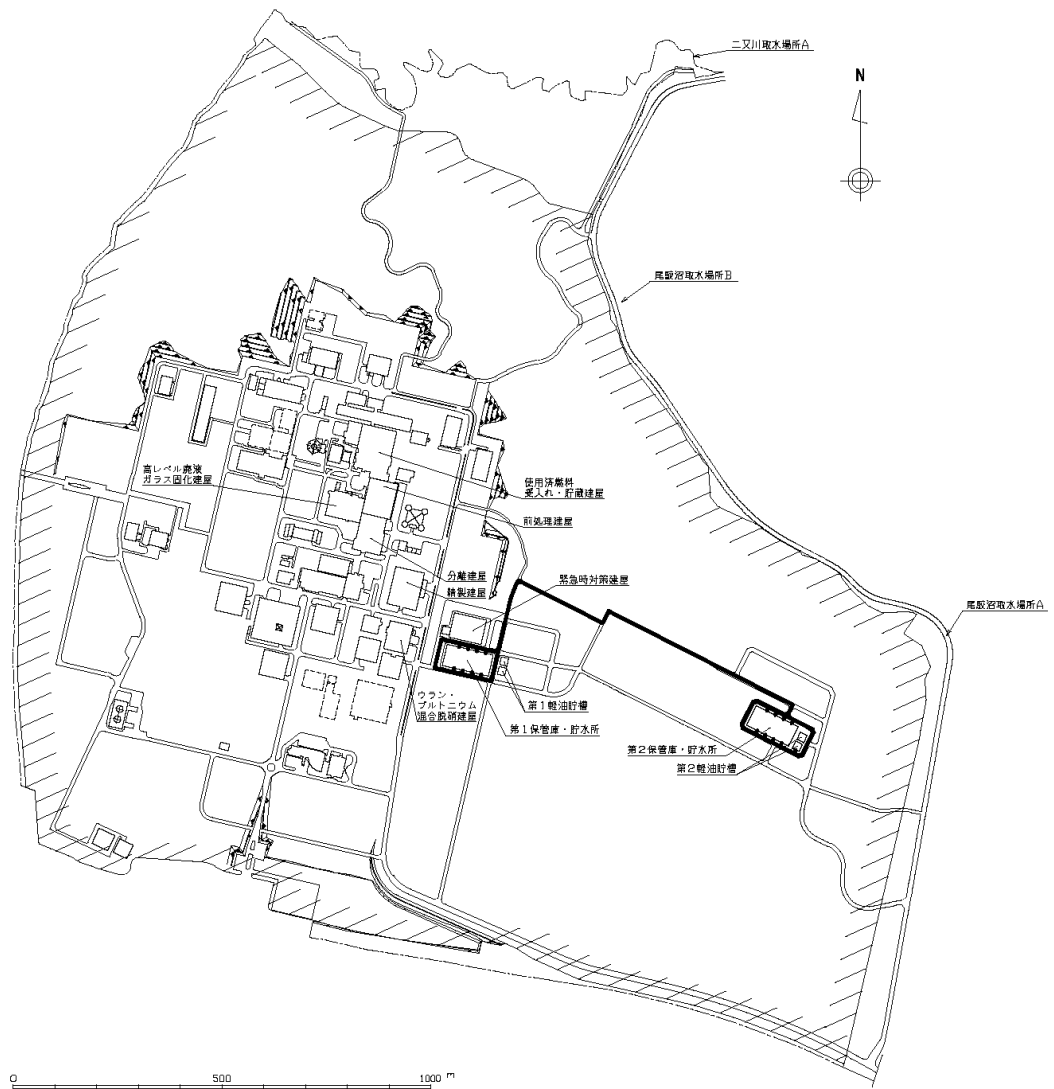 二又川取水場所A
N
尾駮沼取水場所B
高レベル廃液
ガラス固化建屋
使用済燃料
受入れ・貯蔵建屋
前処理建屋
分離建屋
精製建屋
緊急時対策建屋
尾駮沼取水場所A
ウラン・
プルトニウム
混合脱硝建屋
第1軽油貯槽
第1保管庫・貯水所
第2保管庫・貯水所
第2軽油貯槽
0 500 1000 m